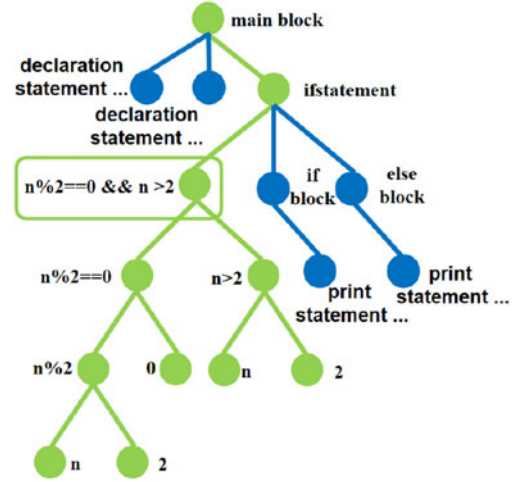 main block
declaration
statement ...
declaration
statement ...
ifstatement
n%2==0 && n >2
if
block
else
block
n%2==0
n>2
print
statement ...
print
statement ...
n%2
0
n
2
n
2